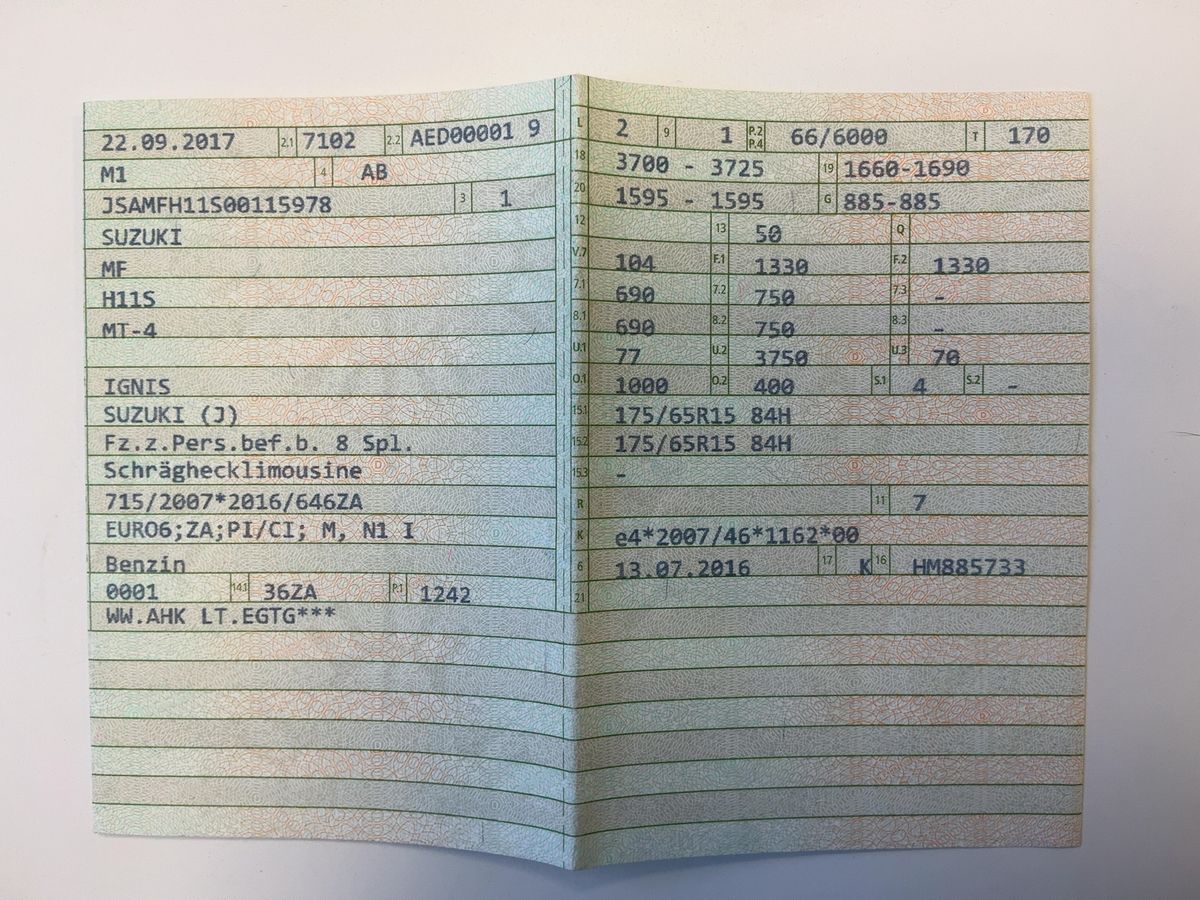 22.09.2017 2.1 7102 2.2 AED00001 9
M1 4 AB
JSAMFH11S00115978 3 1
SUZUKI
MF
H11S
MT-4
IGNIS
SUZUKI (J)
Fz.z.Pers.bef.b. 8 Spl.
Schräghecklimousine
715/2007*2016/646ZA
EURO6;ZA;PI/CI; M, N1 I
Benzin
0001 14.1 36ZA P.1 1242
WW.AHK LT.EGTG***
L 2 9 1 P.2 P.4 66/6000 T 170
18 3700 - 3725 19 1660-1690
20 1595 - 1595 G 885-885
12 13 50 Q
V.7 104 F.1 1330 F.2 1330
7.1 690 7.2 750 7.3 -
8.1 690 8.2 750 8.3 -
U.1 77 U.2 3750 U.3 70
O.1 1000 O.2 400 S.1 4 S.2 -
15.1 175/65R15 84H
15.2 175/65R15 84H
15.3 -
R 11 7
K e4*2007/46*1162*00
6 13.07.2016 17 K 16 HM885733
21